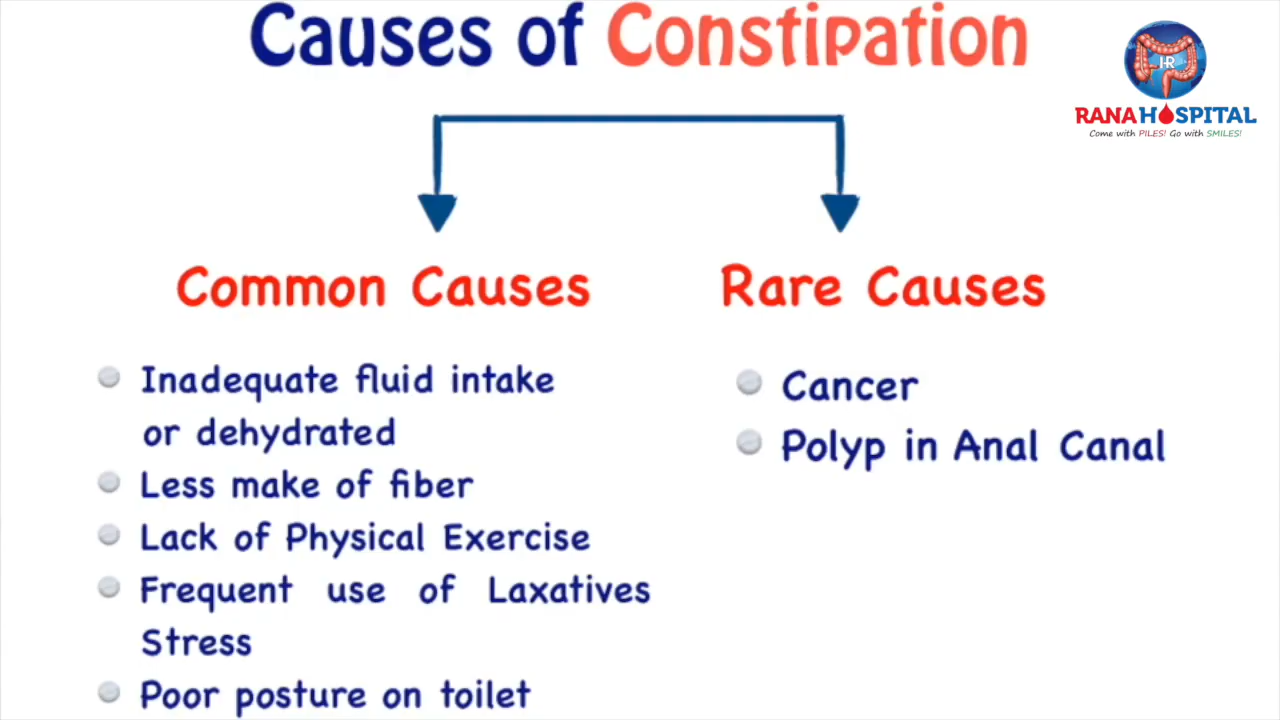 Causes of Constipation
HR
RANA HOSPITAL
Come with PILES! Go with SMILES!
Common Causes
Inadequate fluid intake
or dehydrated
Less make of fiber
Lack of Physical Exercise
Frequent use of Laxatives
Stress
Poor posture on toilet
Rare Causes
Cancer
Polyp in Anal Canal